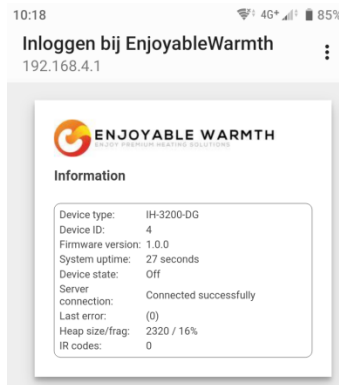 10:18 4G+ 85%
Inloggen bij EnjoyableWarmth
192.168.4.1
ENJOYABLE WARMTH
ENJOY PREMIUM HEATING SOLUTIONS
Information
Device type: IH-3200-DG
Device ID: 4
Firmware version: 1.0.0
System uptime: 27 seconds
Device state: Off
Server
connection: Connected successfully
Last error: (0)
Heap size/frag: 2320 / 16%
IR codes: 0